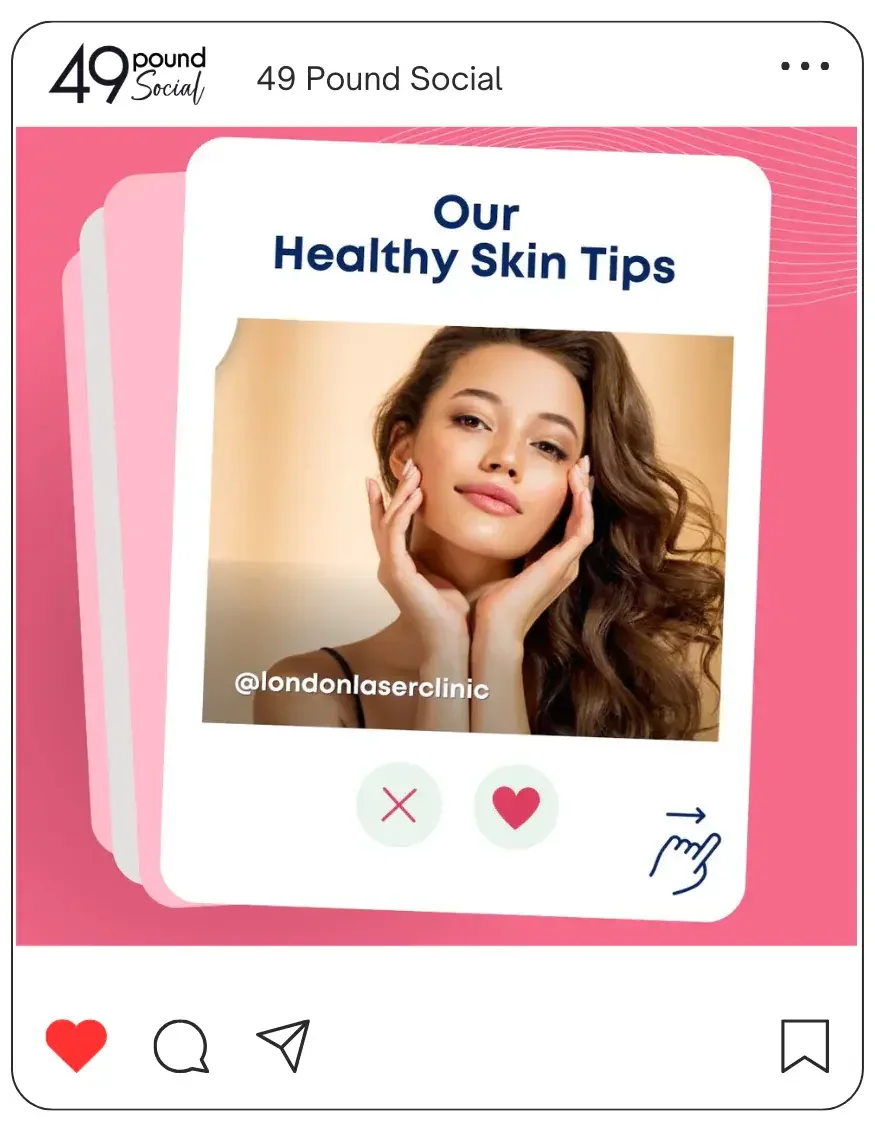 49 pound
Social
49 Pound Social
Our
Healthy Skin Tips
@londonlaserclinic